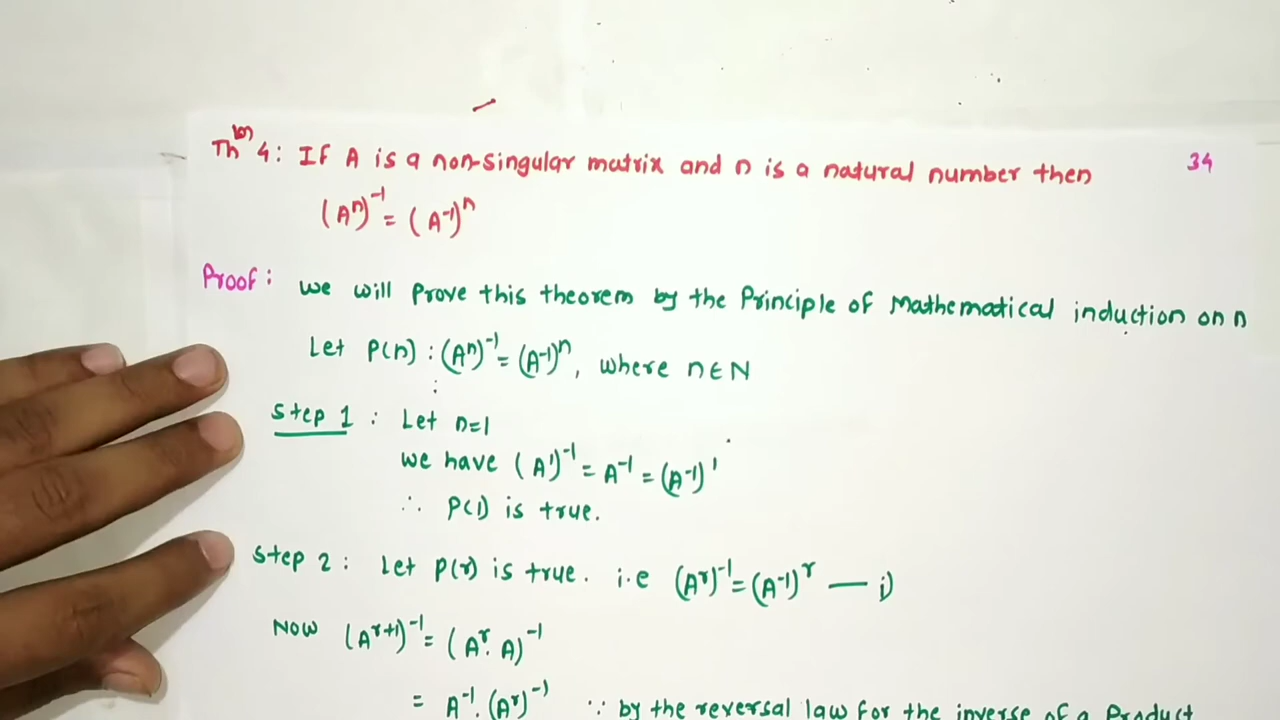 Th(m) 4: If A is a non-singular matrix and n is a natural number then
34
(Aⁿ)⁻¹ = (A⁻¹)ⁿ
Proof: we will prove this theorem by the Principle of Mathematical induction on n
Let P(n) : (Aⁿ)⁻¹ = (A⁻¹)ⁿ, where n∈N
Step 1 : Let n=1
we have (A¹)⁻¹ = A⁻¹ = (A⁻¹)¹
∴ P(1) is true.
Step 2 : Let P(r) is true. i.e (Aʳ)⁻¹ = (A⁻¹)ʳ — i)
Now (Aʳ⁺¹)⁻¹ = (Aʳ. A)⁻¹
= A⁻¹. (Aʳ)⁻¹ ∵ by the reversal law for the inverse of a Product